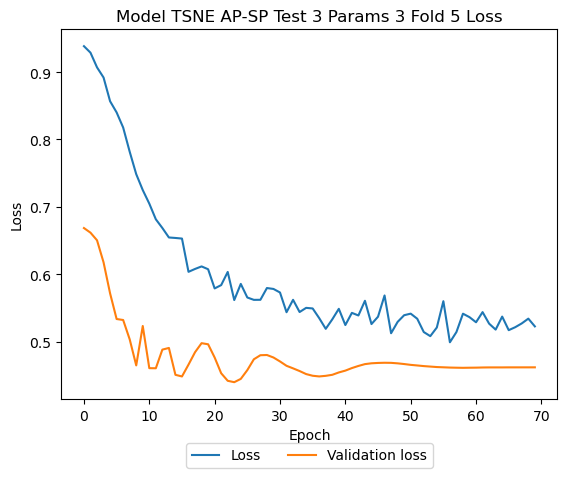 Model TSNE AP-SP Test 3 Params 3 Fold 5 Loss
0.9
0.8
0.7
0.6
0.5
Loss
0 10 20 30 40 50 60 70
Epoch
Loss Validation loss